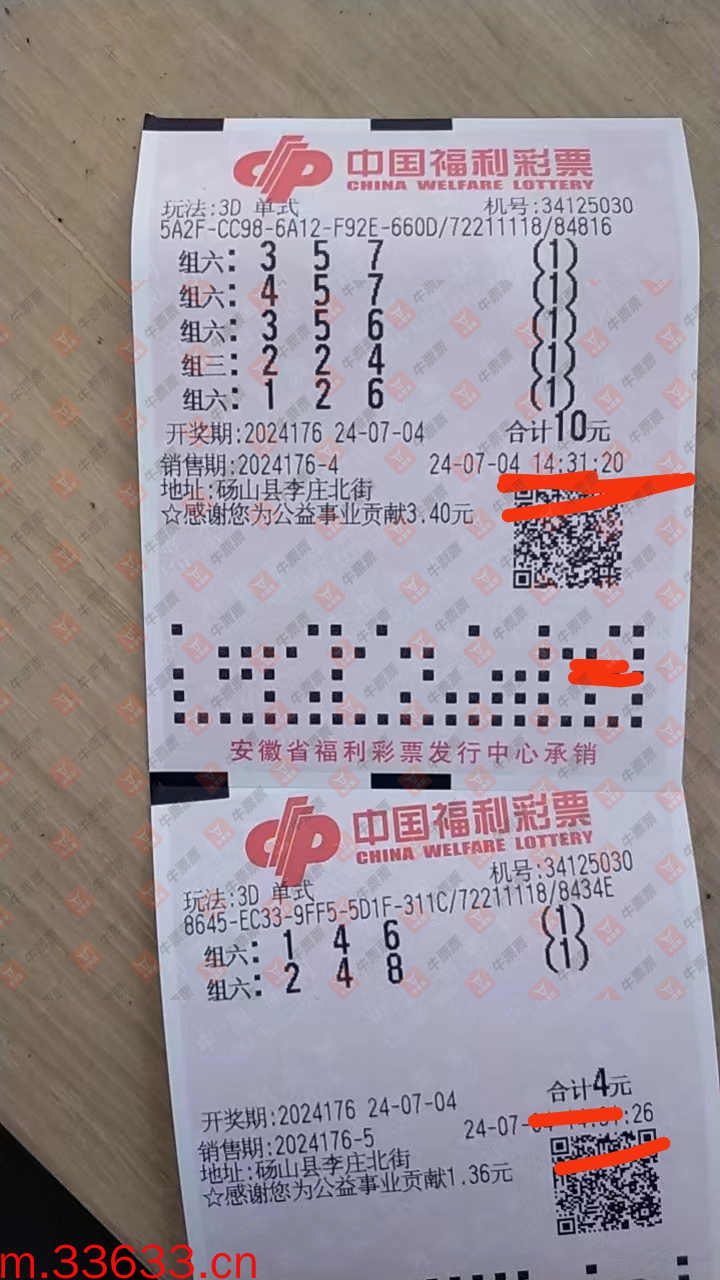 中国福利彩票
CHINA WELFARE LOTTERY
玩法:3D 单式 机号:34125030
5A2F-CC98-6A12-F92E-660D/72211118/84816
组六: 3 5 7 (1)
组六: 4 5 7 (1)
组六: 3 5 6 (1)
组三: 2 2 4 (1)
组六: 1 2 6 (1)
开奖期:2024176 24-07-04 合计10元
销售期:2024176-4 24-07-04 14:31:20
地址:砀山县李庄北街
☆感谢您为公益事业贡献3.40元
安徽省福利彩票发行中心承销
中国福利彩票
CHINA WELFARE LOTTERY
玩法:3D 单式 机号:34125030
8645-EC33-9FF5-5D1F-311C/72211118/8434E
组六: 1 4 6 (1)
组六: 2 4 8 (1)
合计4元
开奖期:2024176 24-07-04
销售期:2024176-5 24-07-04 :26
地址:砀山县李庄北街
☆感谢您为公益事业贡献1.36元
m.33633.cn